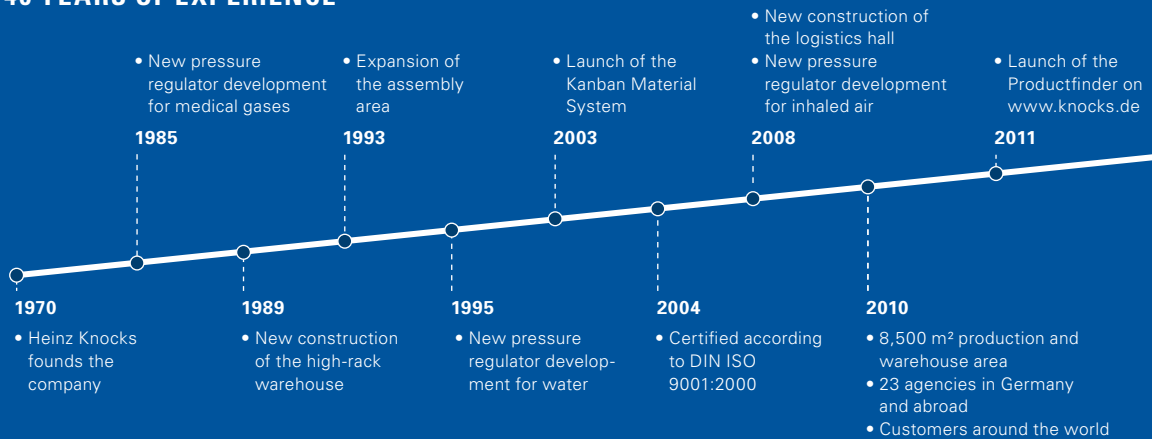 40 YEARS OF EXPERIENCE
• New pressure
regulator development
for medical gases
1985
• Expansion of
the assembly
area
1993
• Launch of the
Kanban Material
System
2003
• New construction of
the logistics hall
• New pressure
regulator development
for inhaled air
2008
• Launch of the
Productfinder on
www.knocks.de
2011
1970
• Heinz Knocks
founds the
company
1989
• New construction
of the high-rack
warehouse
1995
• New pressure
regulator develop-
ment for water
2004
• Certified according
to DIN ISO
9001:2000
2010
• 8,500 m² production and
warehouse area
• 23 agencies in Germany
and abroad
• Customers around the world